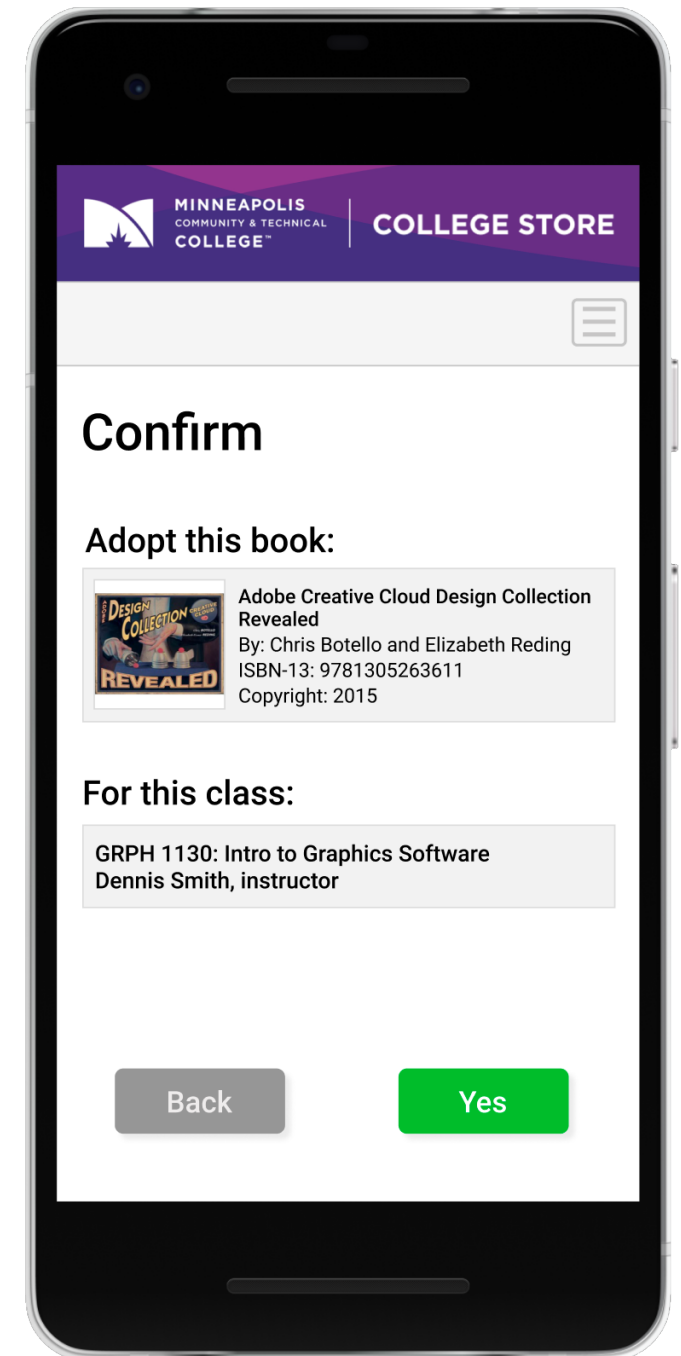 MINNEAPOLIS
COMMUNITY & TECHNICAL
COLLEGE™
COLLEGE STORE
Confirm
Adopt this book:
DESIGN
COLLECTION
CREATIVE
CLOUD
REVEALED
Adobe Creative Cloud Design Collection
Revealed
By: Chris Botello and Elizabeth Reding
ISBN-13: 9781305263611
Copyright: 2015
For this class:
GRPH 1130: Intro to Graphics Software
Dennis Smith, instructor
Back
Yes